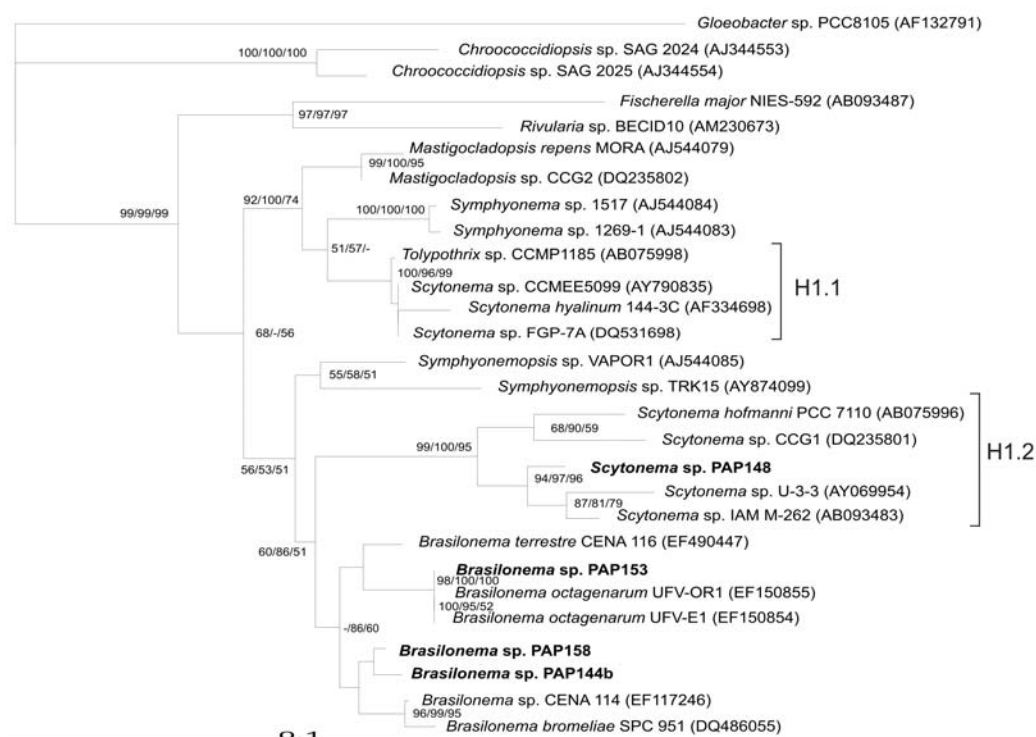 Gloeobacter sp. PCC8105 (AF132791)
100/100/100
Chroococcidiopsis sp. SAG 2024 (AJ344553)
Chroococcidiopsis sp. SAG 2025 (AJ344554)
Fischerella major NIES-592 (AB093487)
97/97/97
Rivularia sp. BECID10 (AM230673)
Mastigocladopsis repens MORA (AJ544079)
99/100/95
Mastigocladopsis sp. CCG2 (DQ235802)
92/100/74
99/99/99
Symphyonema sp. 1517 (AJ544084)
100/100/100
Symphyonema sp. 1269-1 (AJ544083)
51/57/-
Tolypothrix sp. CCMP1185 (AB075998)
100/96/99
Scytonema sp. CCMEE5099 (AY790835)
H1.1
Scytonema hyalinum 144-3C (AF334698)
Scytonema sp. FGP-7A (DQ531698)
68/-/56
Symphyonemopsis sp. VAPOR1 (AJ544085)
55/58/51
Symphyonemopsis sp. TRK15 (AY874099)
Scytonema hofmanni PCC 7110 (AB075996)
68/90/59
Scytonema sp. CCG1 (DQ235801)
99/100/95
H1.2
56/53/51
Scytonema sp. PAP148
94/97/96
Scytonema sp. U-3-3 (AY069954)
87/81/79
Scytonema sp. IAM M-262 (AB093483)
60/86/51
Brasilonema terrestre CENA 116 (EF490447)
Brasilonema sp. PAP153
98/100/100
Brasilonema octagenarum UFV-OR1 (EF150855)
100/95/52
Brasilonema octagenarum UFV-E1 (EF150854)
-/86/60
Brasilonema sp. PAP158
Brasilonema sp. PAP144b
Brasilonema sp. CENA 114 (EF117246)
96/99/95
Brasilonema bromeliae SPC 951 (DQ486055)